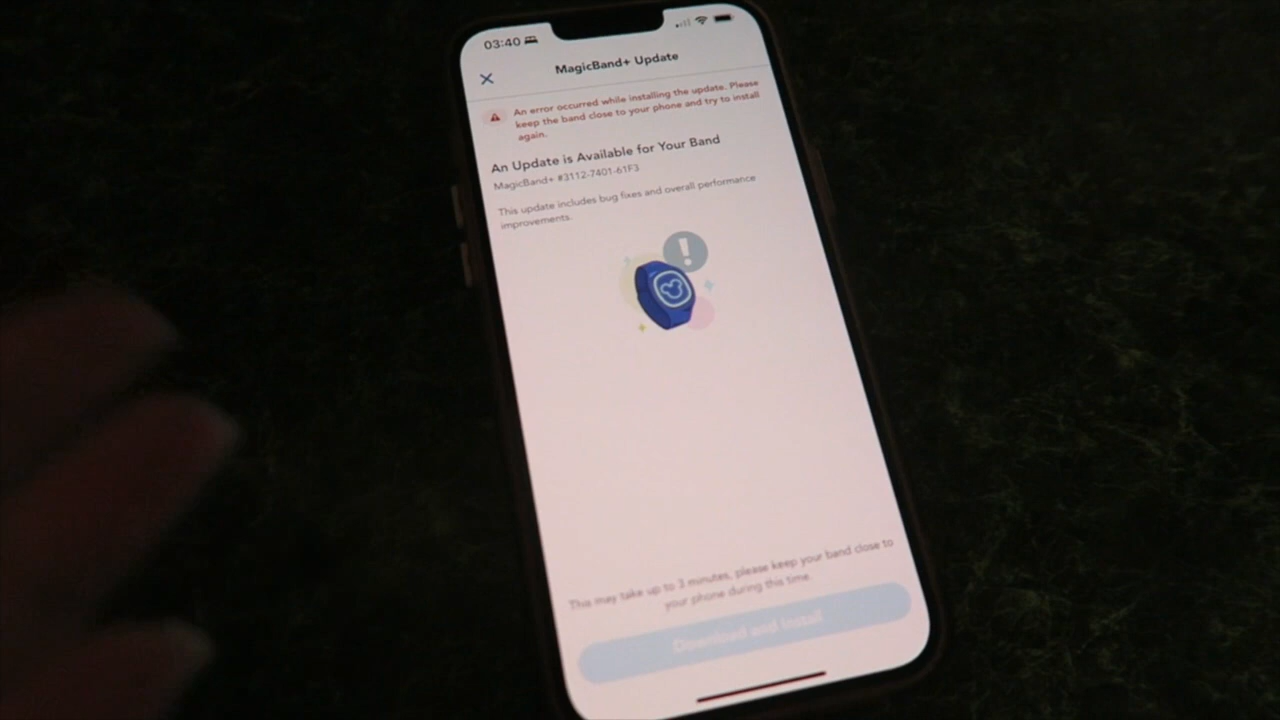 03:40
MagicBand+ Update
An error occurred while installing the update. Please
keep the band close to your phone and try to install
again.
An Update is Available for Your Band
MagicBand+ #3112-7401-61F3
This update includes bug fixes and overall performance
improvements.
This may take up to 3 minutes, please keep your band close to
your phone during this time.
Download and Install